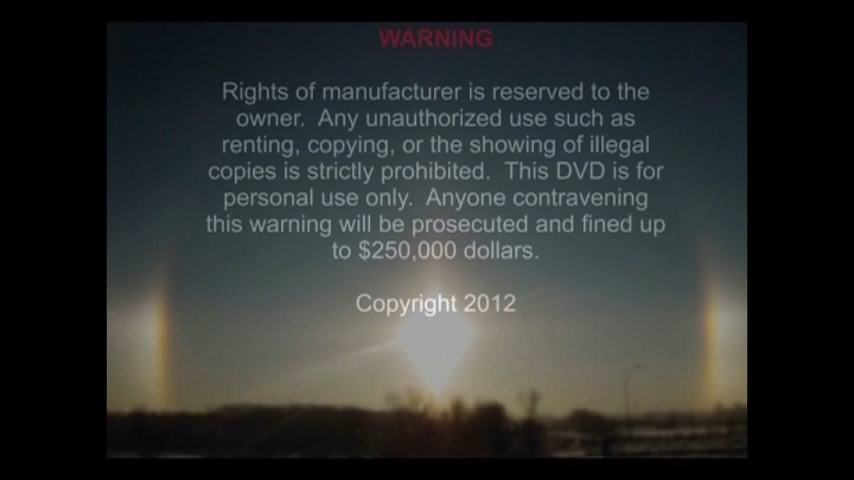 WARNING
Rights of manufacturer is reserved to the
owner.  Any unauthorized use such as
renting, copying, or the showing of illegal
copies is strictly prohibited.  This DVD is for
personal use only.  Anyone contravening
this warning will be prosecuted and fined up
to $250,000 dollars.
Copyright 2012